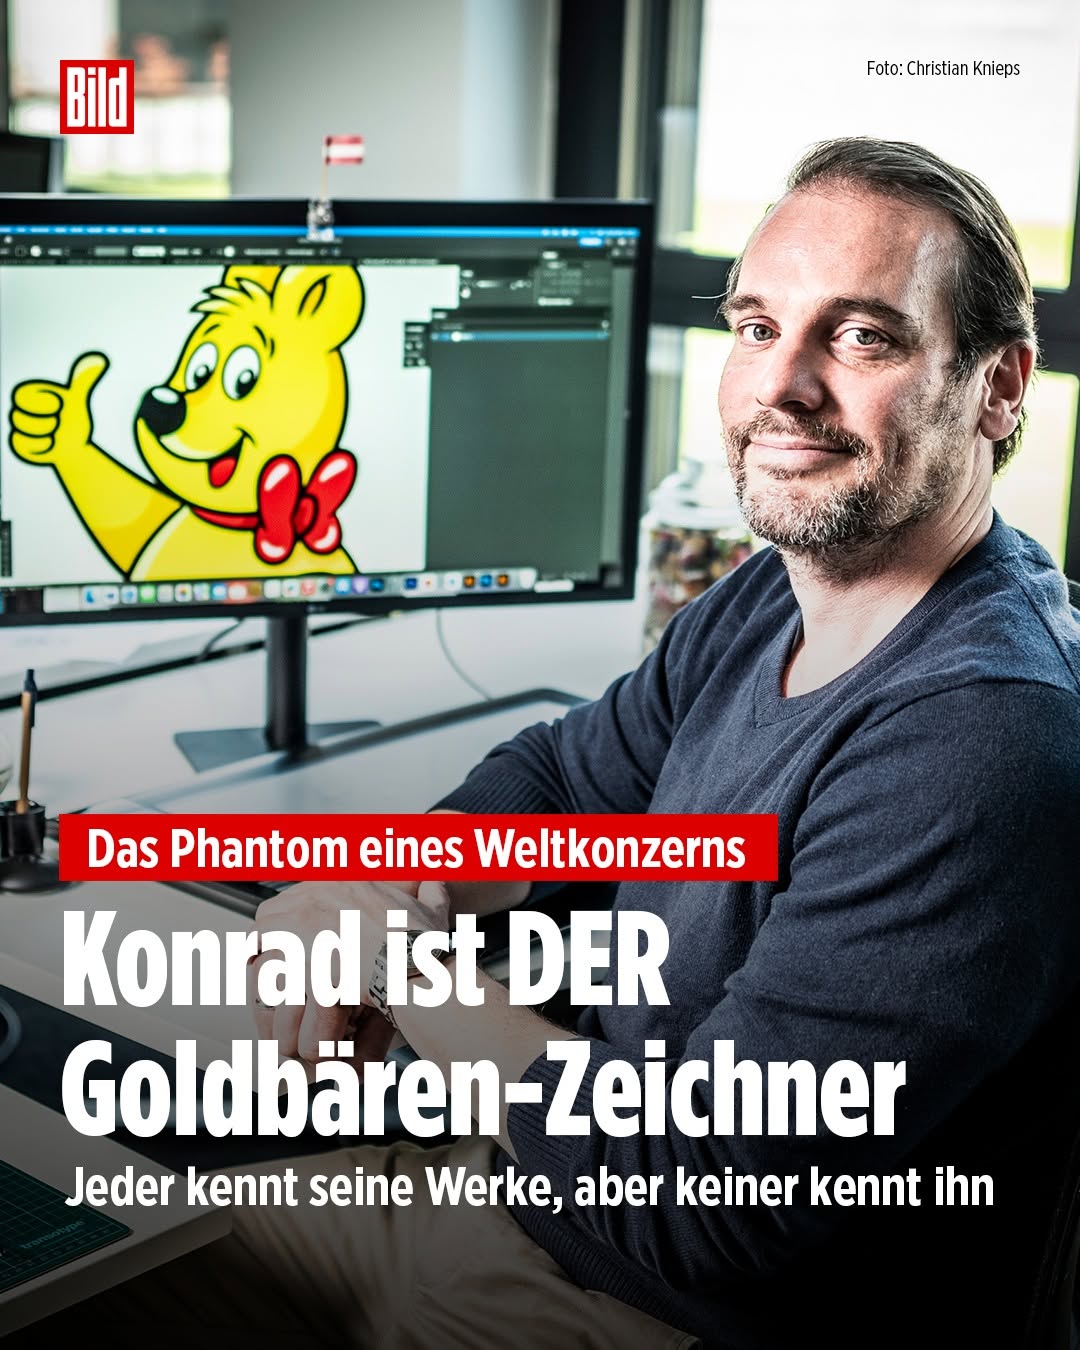 Bild
Foto: Christian Knieps
Das Phantom eines Weltkonzerns
Konrad ist DER
Goldbären-Zeichner
Jeder kennt seine Werke, aber keiner kennt ihn
transotype